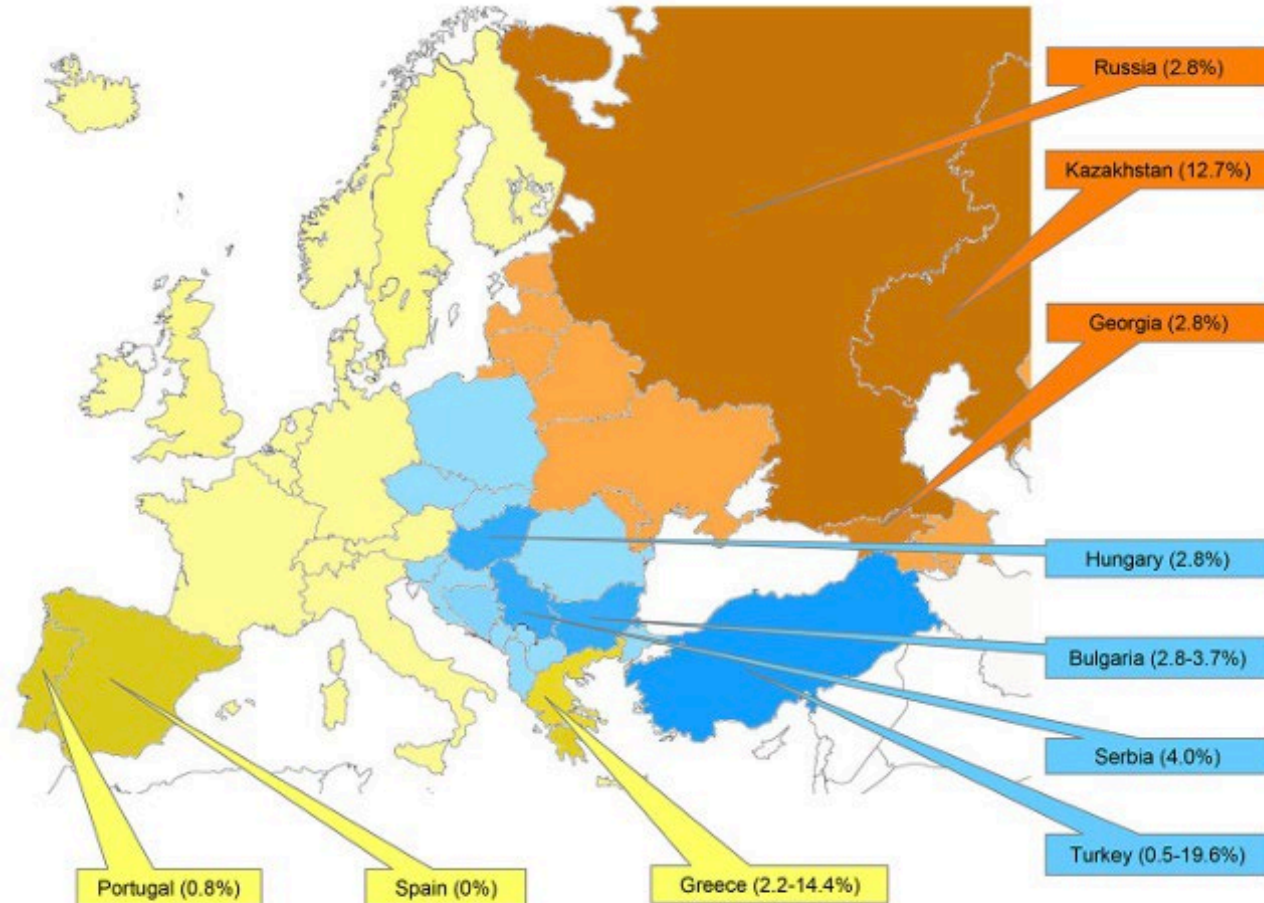 Russia (2.8%)
Kazakhstan (12.7%)
Georgia (2.8%)
Hungary (2.8%)
Bulgaria (2.8-3.7%)
Serbia (4.0%)
Turkey (0.5-19.6%)
Portugal (0.8%)
Spain (0%)
Greece (2.2-14.4%)